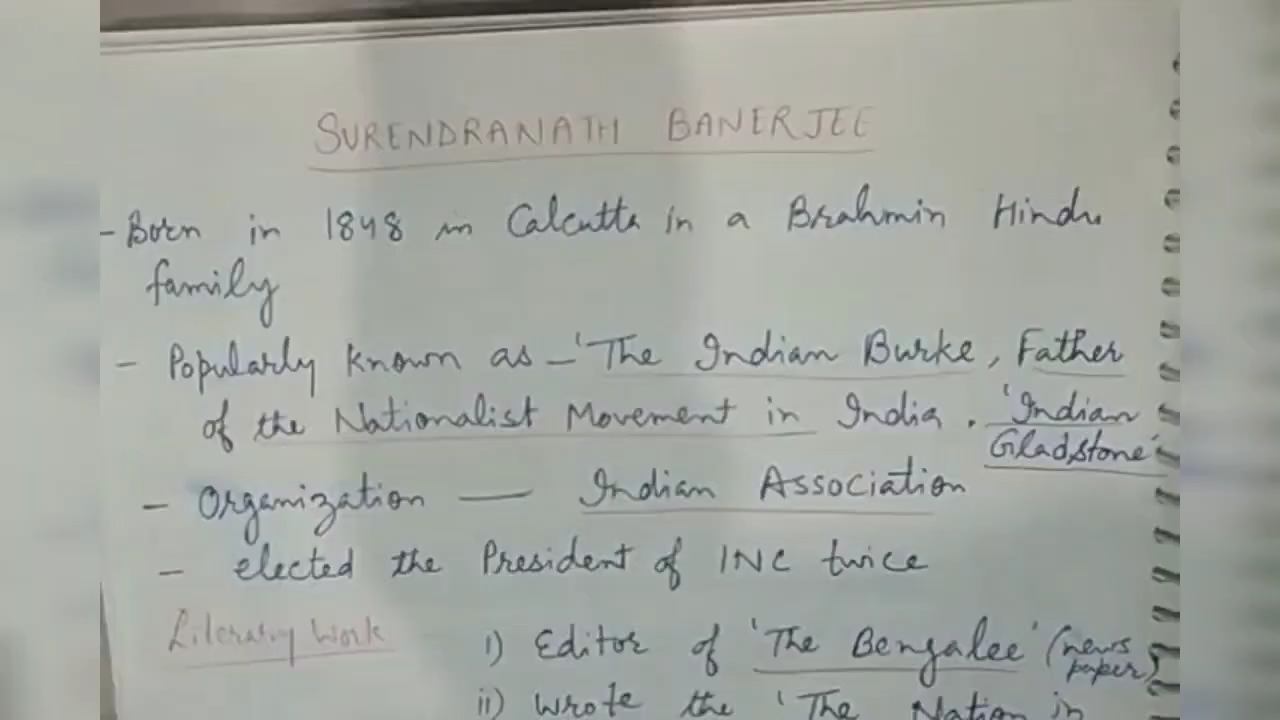 SURENDRANATH BANERJEE
- Born in 1848 in Calcutta in a Brahmin Hindu
family
- Popularly known as - 'The Indian Burke, Father
of the Nationalist Movement in India. 'Indian
Gladstone'
- Organization — Indian Association
- elected the President of INC twice
Literary Work
i) Editor of 'The Bengalee' (news
paper)
ii) Wrote the 'The Nation in